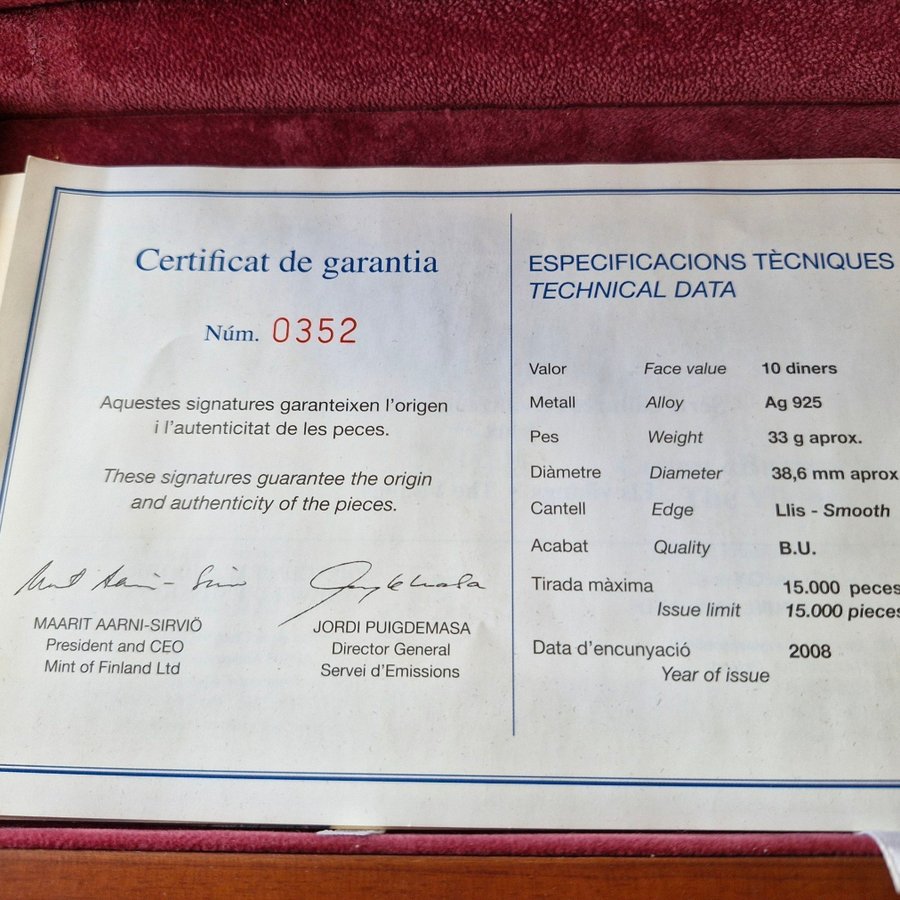 Certificat de garantia
Núm. 0352
Aquestes signatures garanteixen l'origen
i l'autenticitat de les peces.
These signatures guarantee the origin
and authenticity of the pieces.
MAARIT AARNI-SIRVIÖ
President and CEO
Mint of Finland Ltd
JORDI PUIGDEMASA
Director General
Servei d'Emissions
ESPECIFICACIONS TÈCNIQUES
TECHNICAL DATA
Valor Face value 10 diners
Metall Alloy Ag 925
Pes Weight 33 g aprox.
Diàmetre Diameter 38,6 mm aprox
Cantell Edge Llis - Smooth
Acabat Quality B.U.
Tirada màxima 15.000 peces
Issue limit 15.000 pieces
Data d'encunyació 2008
Year of issue